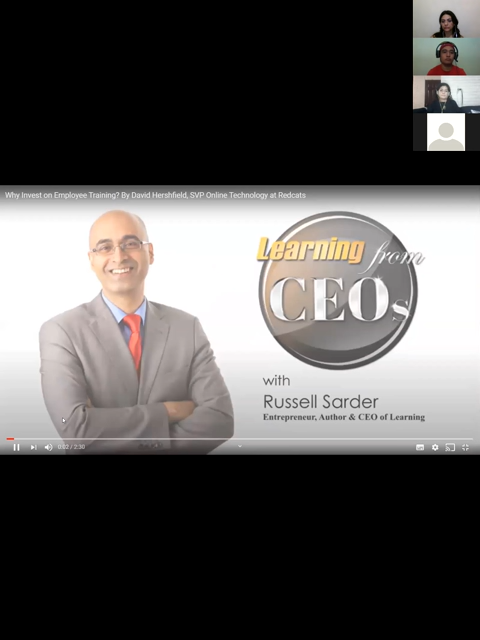 Why Invest on Employee Training? By David Hershfield, SVP Online Technology at Redcats
Learning from
CEOs
with
Russell Sarder
Entrepreneur, Author & CEO of Learning
0:02 / 2:30